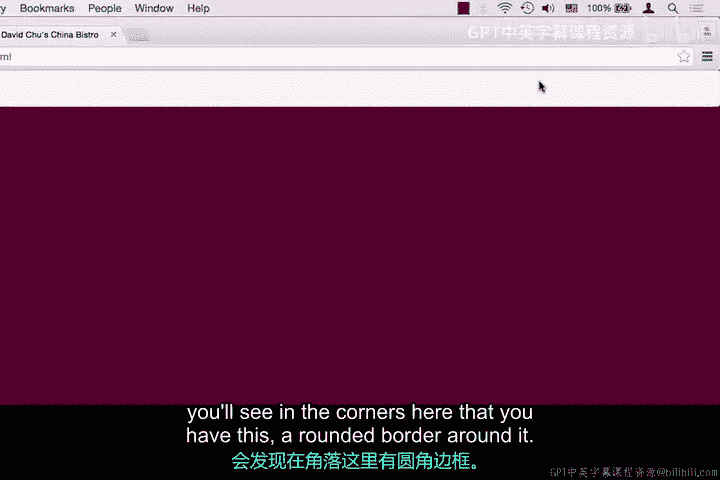 y Bookmarks People Window Help 100%
David Chu's China Bistro
GPT中英字幕课程资源
ml
you'll see in the corners here that you
have this, a rounded border around it.
会发现在角落这里有圆角边框。
GPT中英字幕课程资源@bilibili.com